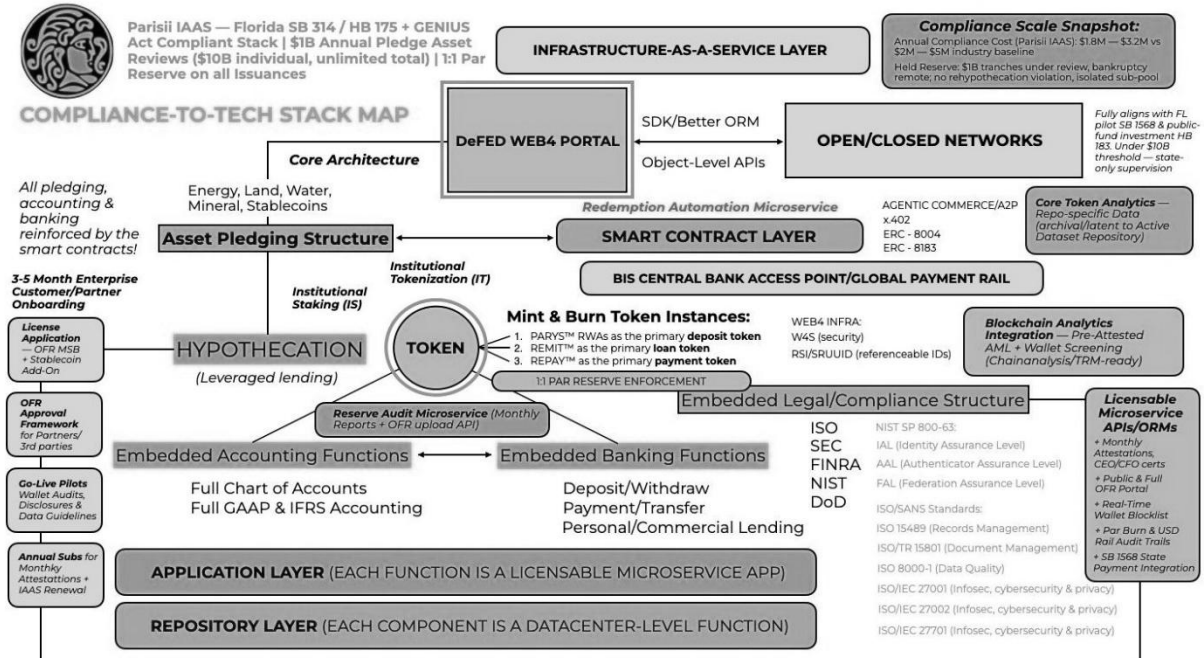 Parisii IAAS — Florida SB 314 / HB 175 + GENIUS
Act Compliant Stack | $1B Annual Pledge Asset
Reviews ($10B individual, unlimited total) | 1:1 Par
Reserve on all Issuances
COMPLIANCE-TO-TECH STACK MAP
INFRASTRUCTURE-AS-A-SERVICE LAYER
Compliance Scale Snapshot:
Annual Compliance Cost (Parisii IAAS): $1.8M — $3.2M vs
$2M — $5M industry baseline
Held Reserve: $1B tranches under review, bankruptcy
remote; no rehypothecation violation, isolated sub-pool
DeFED WEB4 PORTAL
SDK/Better ORM
Object-Level APIs
OPEN/CLOSED NETWORKS
Fully aligns with FL
pilot SB 1568 & public-
fund investment HB
183. Under $10B
threshold — state-
only supervision
Core Architecture
All pledging,
accounting &
banking
reinforced by the
smart contracts!
Energy, Land, Water,
Mineral, Stablecoins
Asset Pledging Structure
Redemption Automation Microservice
SMART CONTRACT LAYER
AGENTIC COMMERCE/A2P
x.402
ERC - 8004
ERC - 8183
Core Token Analytics —
Repo-specific Data
(archival/latent to Active
Dataset Repository)
BIS CENTRAL BANK ACCESS POINT/GLOBAL PAYMENT RAIL
Institutional
Tokenization (IT)
Institutional
Staking (IS)
3-5 Month Enterprise
Customer/Partner
Onboarding
License
Application
— OFR MSB
+ Stablecoin
Add-On
OFR
Approval
Framework
for Partners/
3rd parties
Go-Live Pilots
Wallet Audits,
Disclosures &
Data Guidelines
Annual Subs for
Monthky
Attestattions +
IAAS Renewal
HYPOTHECATION
(Leveraged lending)
TOKEN
Mint & Burn Token Instances:
1. PARYS™ RWAs as the primary deposit token
2. REMIT™ as the primary loan token
3. REPAY™ as the primary payment token
1:1 PAR RESERVE ENFORCEMENT
WEB4 INFRA:
W4S (security)
RSI/SRUUID (referenceable IDs)
Blockchain Analytics
Integration — Pre-Attested
AML + Wallet Screening
(Chainanalysis/TRM-ready)
Reserve Audit Microservice (Monthly
Reports + OFR upload API)
Embedded Legal/Compliance Structure
Embedded Accounting Functions
Embedded Banking Functions
Full Chart of Accounts
Full GAAP & IFRS Accounting
Deposit/Withdraw
Payment/Transfer
Personal/Commercial Lending
ISO
SEC
FINRA
NIST
DoD
NIST SP 800-63:
IAL (Identity Assurance Level)
AAL (Authenticator Assurance Level)
FAL (Federation Assurance Level)
ISO/SANS Standards:
ISO 15489 (Records Management)
ISO/TR 15801 (Document Management)
ISO 8000-1 (Data Quality)
ISO/IEC 27001 (Infosec, cybersecurity & privacy)
ISO/IEC 27002 (Infosec, cybersecurity & privacy)
ISO/IEC 27701 (Infosec, cybersecurity & privacy)
Licensable
Microservice
APIs/ORMs
+ Monthly
Attestations,
CEO/CFO certs
+ Public & Full
OFR Portal
+ Real-Time
Wallet Blocklist
+ Par Burn & USD
Rail Audit Trails
+ SB 1568 State
Payment Integration
APPLICATION LAYER (EACH FUNCTION IS A LICENSABLE MICROSERVICE APP)
REPOSITORY LAYER (EACH COMPONENT IS A DATACENTER-LEVEL FUNCTION)